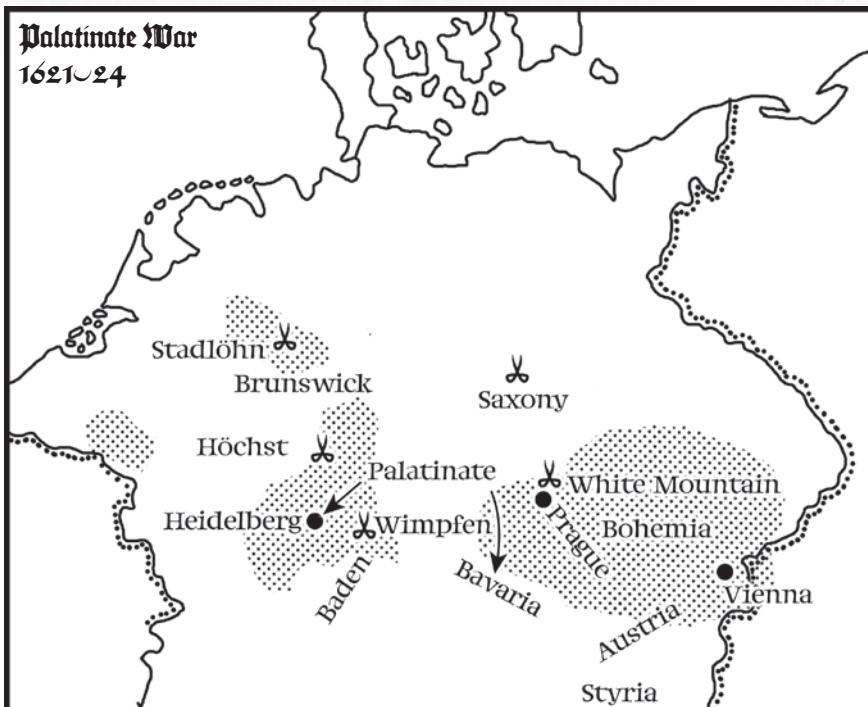 Palatinate War
1621-24
Stadlöhn
Brunswick
Saxony
Höchst
Palatinate
White Mountain
Heidelberg
Wimpfen
Prague
Bohemia
Baden
Bavaria
Vienna
Austria
Styria